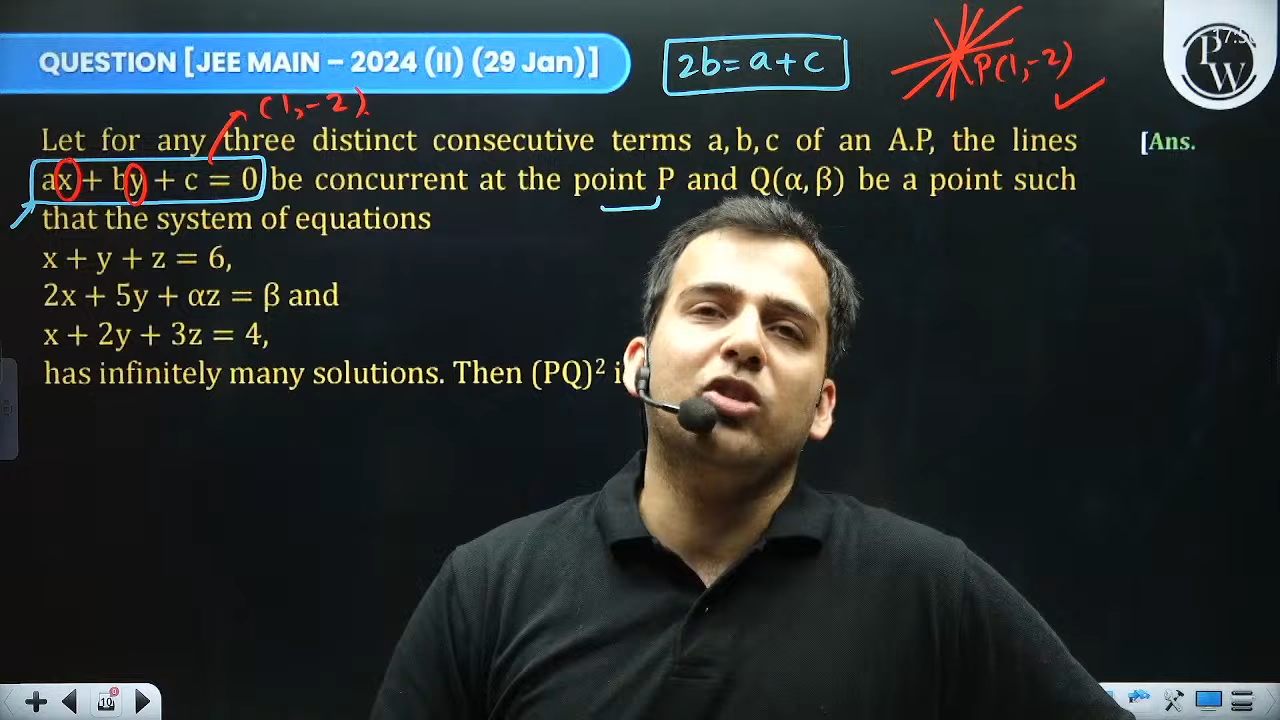 QUESTION [JEE MAIN – 2024 (II) (29 Jan)]
2b = a + c
P(1, -2)
(1, -2)
Let for any three distinct consecutive terms a, b, c of an A.P, the lines
ax + by + c = 0 be concurrent at the point P and Q(α, β) be a point such
that the system of equations
x + y + z = 6,
2x + 5y + αz = β and
x + 2y + 3z = 4,
has infinitely many solutions. Then (PQ)² i
[Ans.
P
W
10